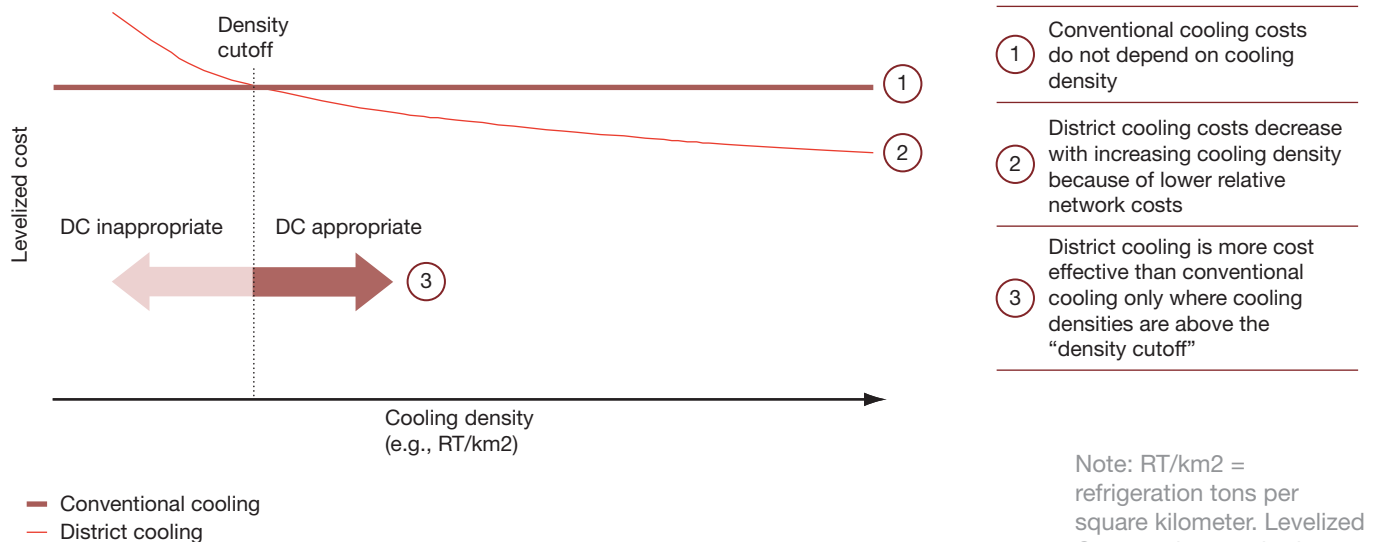 Density
cutoff
1
2
Levelized cost
DC inappropriate
DC appropriate
3
Cooling density
(e.g., RT/km2)
Conventional cooling
District cooling
1
Conventional cooling costs
do not depend on cooling
density
2
District cooling costs decrease
with increasing cooling density
because of lower relative
network costs
3
District cooling is more cost
effective than conventional
cooling only where cooling
densities are above the
“density cutoff”
Note: RT/km2 =
refrigeration tons per
square kilometer. Levelized